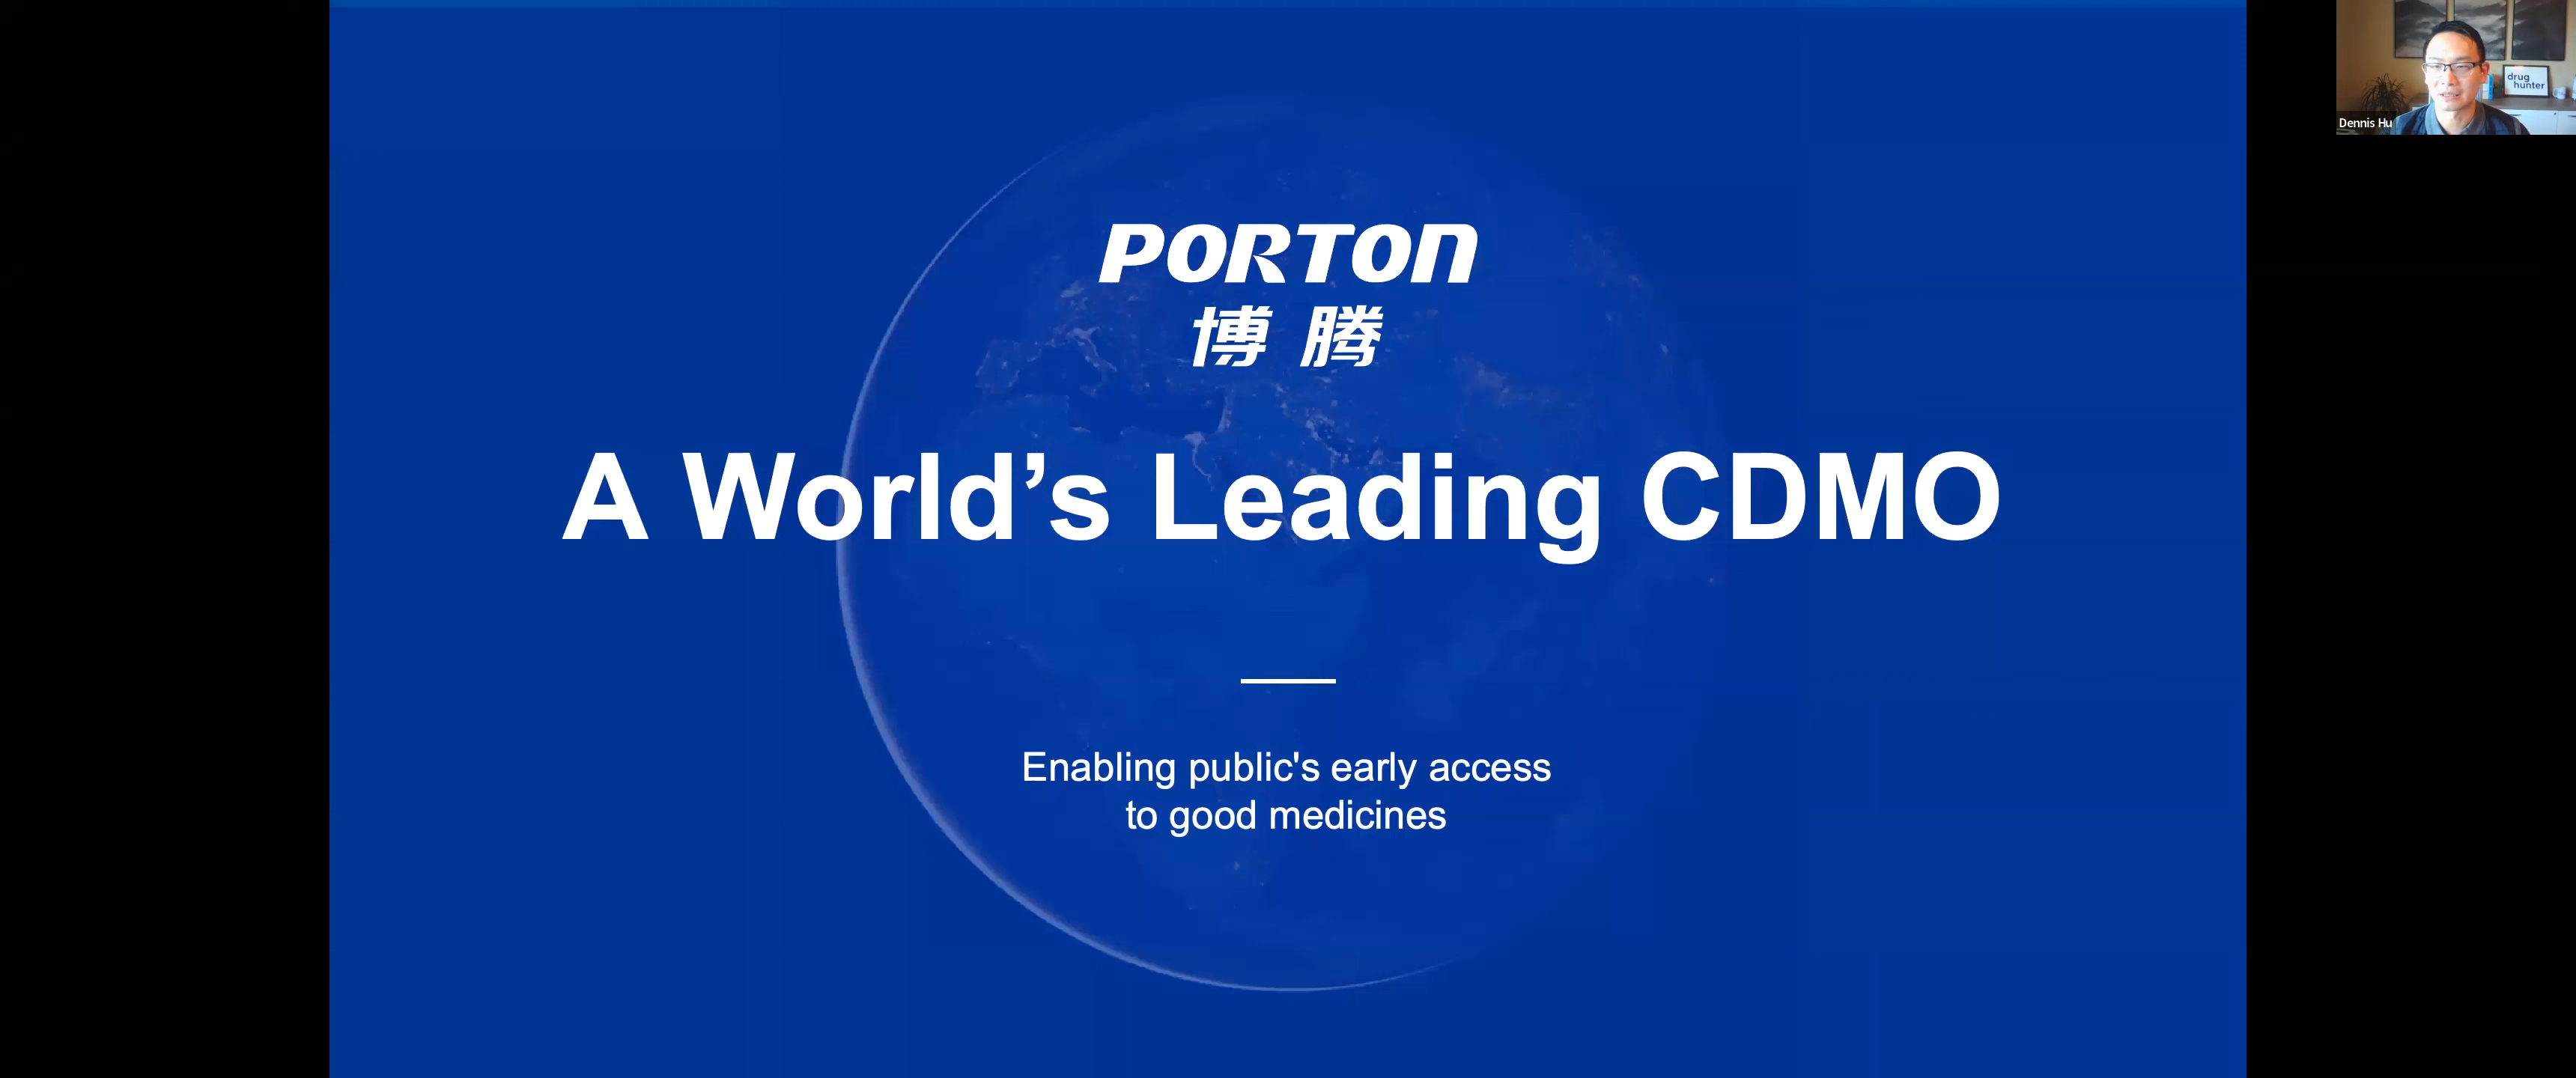 PORTON
博腾
A World’s Leading CDMO
Enabling public's early access
to good medicines
drug
hunter
Dennis Hu